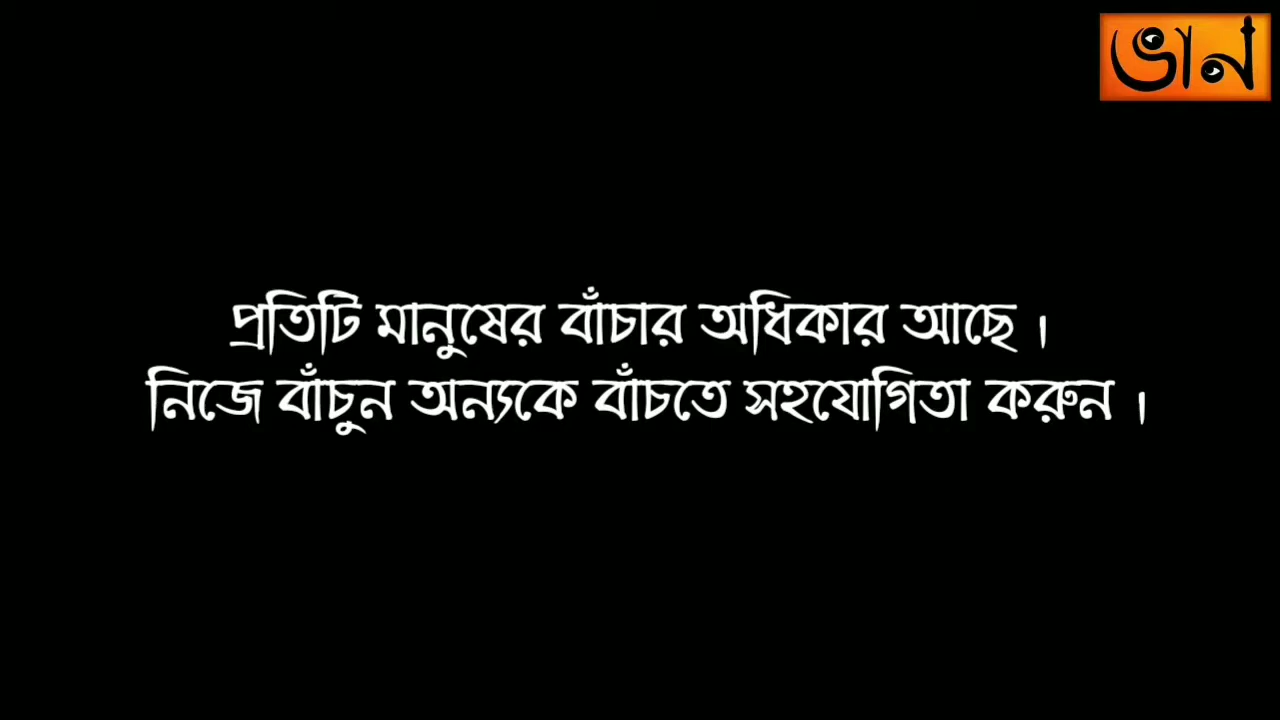 ভান
প্রতিটি মানুষের বাঁচার অধিকার আছে ।
নিজে বাঁচুন অন্যকে বাঁচতে সহযোগিতা করুন ।